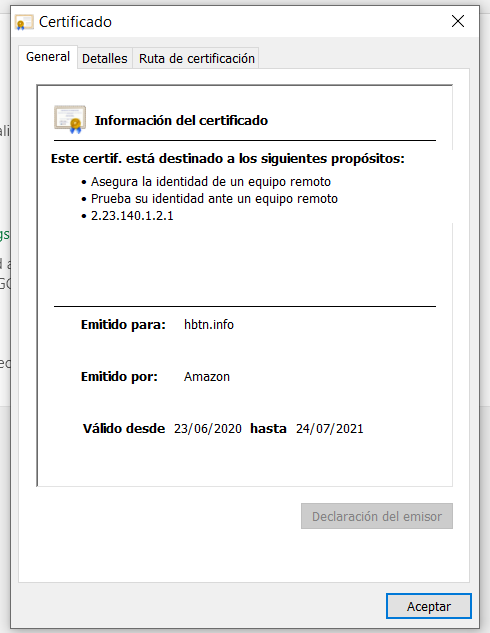 Certificado
General
Detalles
Ruta de certificación
Información del certificado
Este certif. está destinado a los siguientes propósitos:
• Asegura la identidad de un equipo remoto
• Prueba su identidad ante un equipo remoto
• 2.23.140.1.2.1
Emitido para: hbtn.info
Emitido por: Amazon
Válido desde 23/06/2020 hasta 24/07/2021
Declaración del emisor
Aceptar